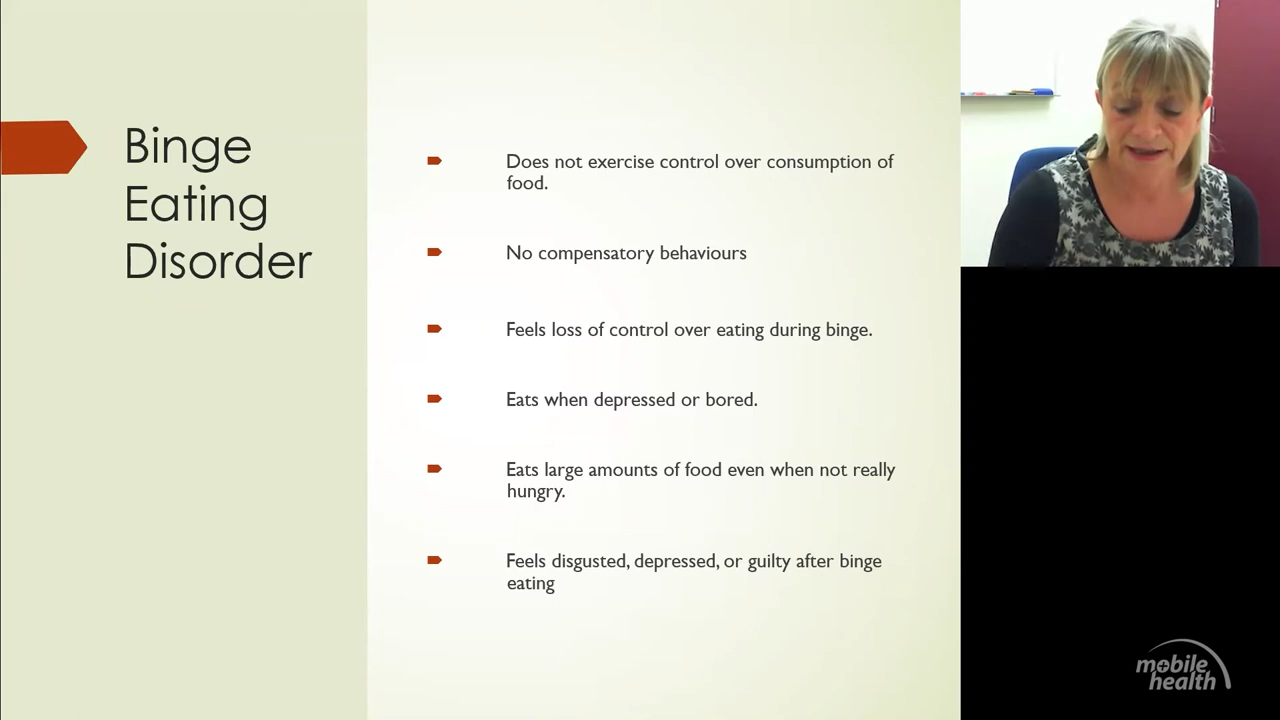 Binge
Eating
Disorder
Does not exercise control over consumption of
food.
No compensatory behaviours
Feels loss of control over eating during binge.
Eats when depressed or bored.
Eats large amounts of food even when not really
hungry.
Feels disgusted, depressed, or guilty after binge
eating
mobile
health